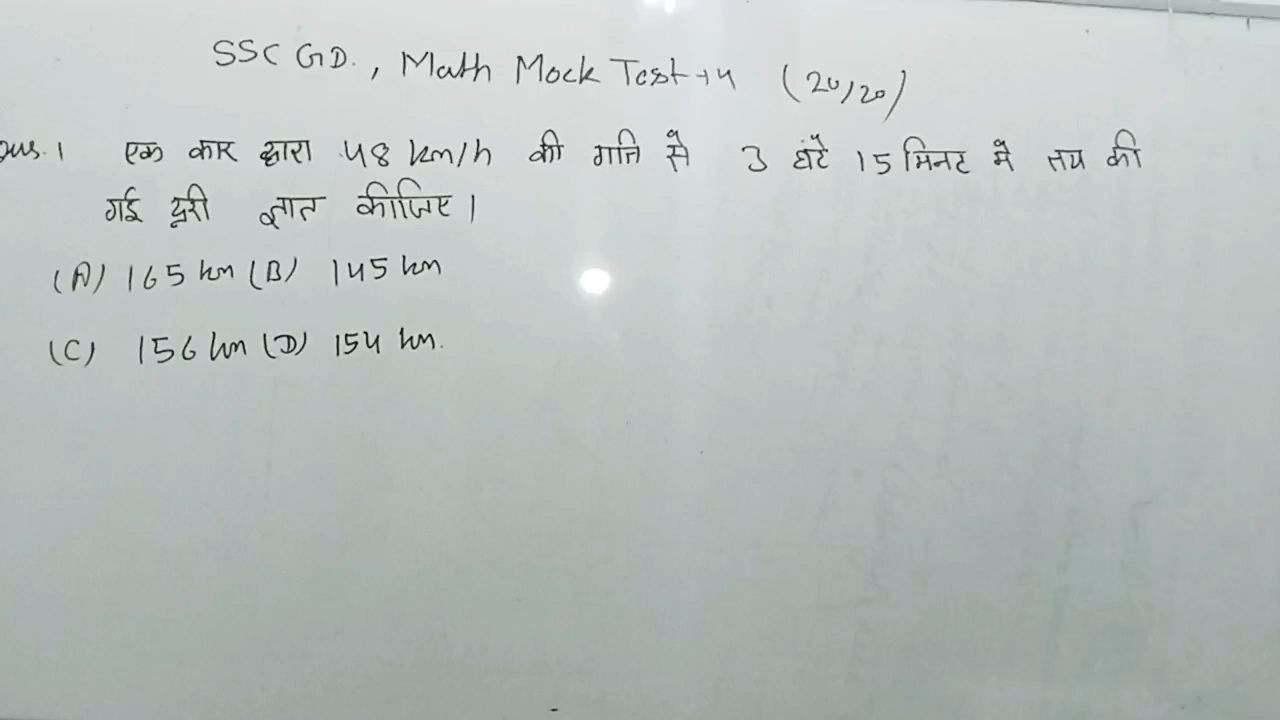 SSC GD., Math Mock Test → 4 (20/20)
Ques. 1 एक कार द्वारा 48 km/h की गति से 3 घंटे 15 मिनट में तय की
गई दूरी ज्ञात कीजिए।
(A) 165 km (B) 145 km
(C) 156 km (D) 154 km.